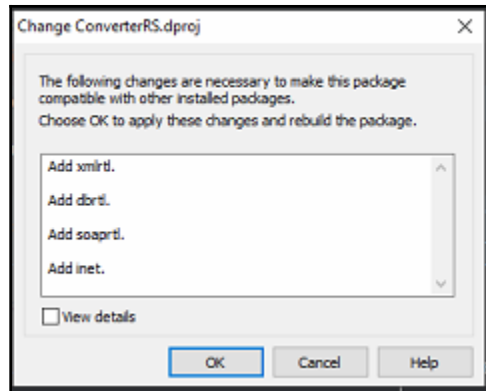 Change ConverterRS.dproj
The following changes are necessary to make this package
compatible with other installed packages.
Choose OK to apply these changes and rebuild the package.
Add xmlrtl.
Add dbrtl.
Add soaprtl.
Add inet.
View details
OK
Cancel
Help